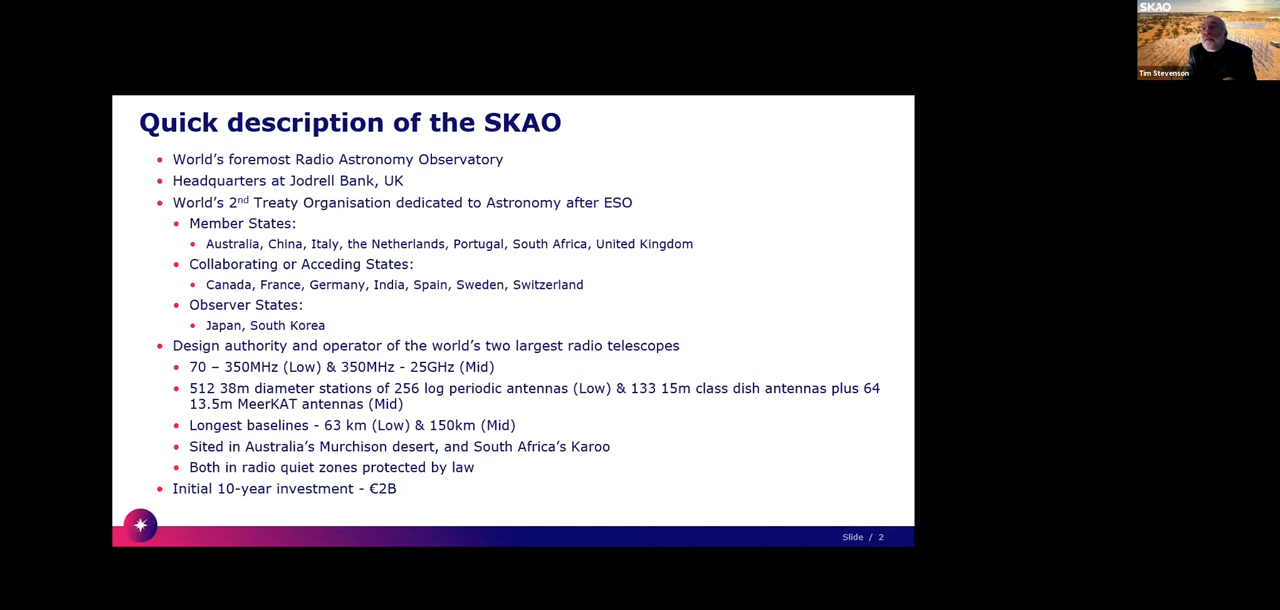 SKAO
Tim Stevenson
Quick description of the SKAO
• World's foremost Radio Astronomy Observatory
• Headquarters at Jodrell Bank, UK
• World's 2nd Treaty Organisation dedicated to Astronomy after ESO
• Member States:
• Australia, China, Italy, the Netherlands, Portugal, South Africa, United Kingdom
• Collaborating or Acceding States:
• Canada, France, Germany, India, Spain, Sweden, Switzerland
• Observer States:
• Japan, South Korea
• Design authority and operator of the world's two largest radio telescopes
• 70 – 350MHz (Low) & 350MHz - 25GHz (Mid)
• 512 38m diameter stations of 256 log periodic antennas (Low) & 133 15m class dish antennas plus 64
13.5m MeerKAT antennas (Mid)
• Longest baselines - 63 km (Low) & 150km (Mid)
• Sited in Australia's Murchison desert, and South Africa's Karoo
• Both in radio quiet zones protected by law
• Initial 10-year investment - €2B
Slide / 2